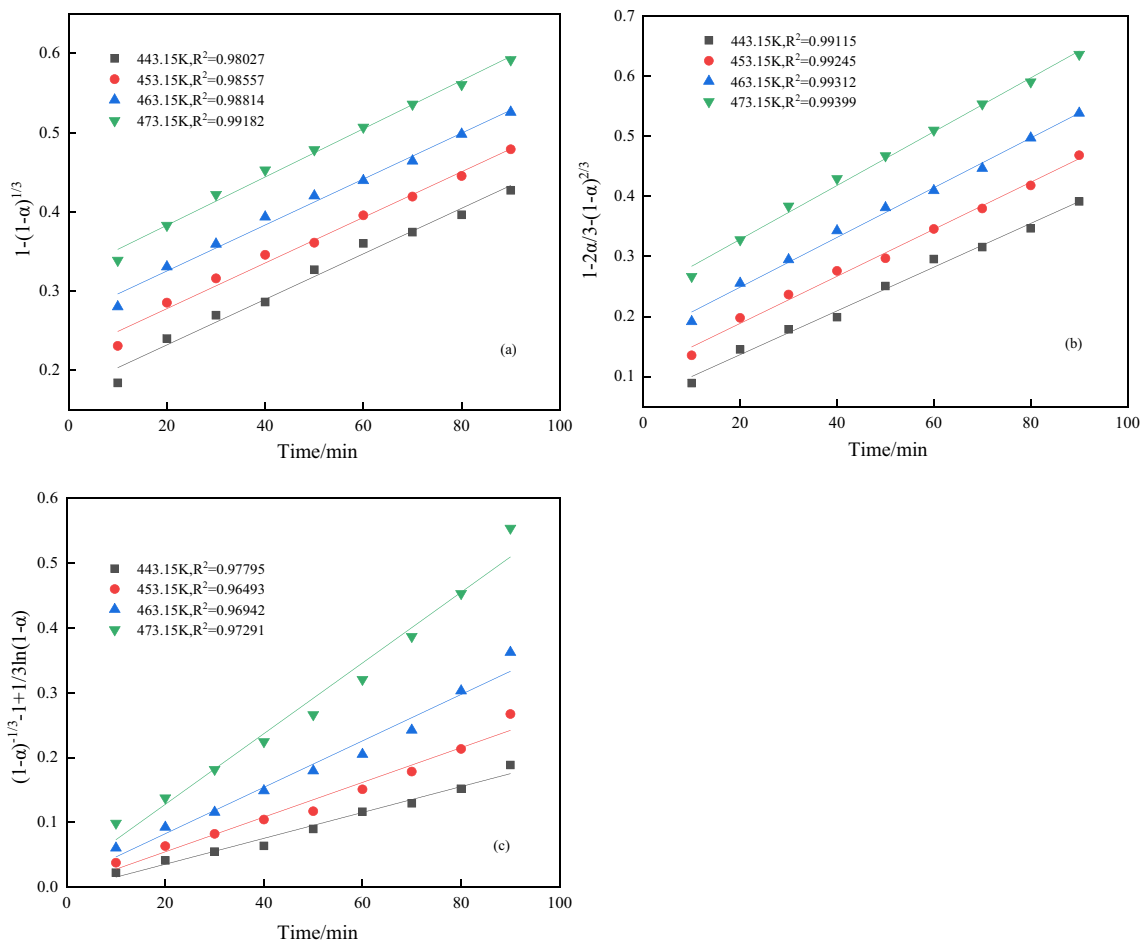 0.6
0.5
0.4
0.3
0.2
1-(1-α)^{1/3}
443.15K,R²=0.98027
453.15K,R²=0.98557
463.15K,R²=0.98814
473.15K,R²=0.99182
(a)
0 20 40 60 80 100
Time/min
0.7
0.6
0.5
0.4
0.3
0.2
0.1
1-2α/3-(1-α)^{2/3}
443.15K,R²=0.99115
453.15K,R²=0.99245
463.15K,R²=0.99312
473.15K,R²=0.99399
(b)
0 20 40 60 80 100
Time/min
0.6
0.5
0.4
0.3
0.2
0.1
0.0
(1-α)^{-1/3}-1+1/3ln(1-α)
443.15K,R²=0.97795
453.15K,R²=0.96493
463.15K,R²=0.96942
473.15K,R²=0.97291
(c)
0 20 40 60 80 100
Time/min